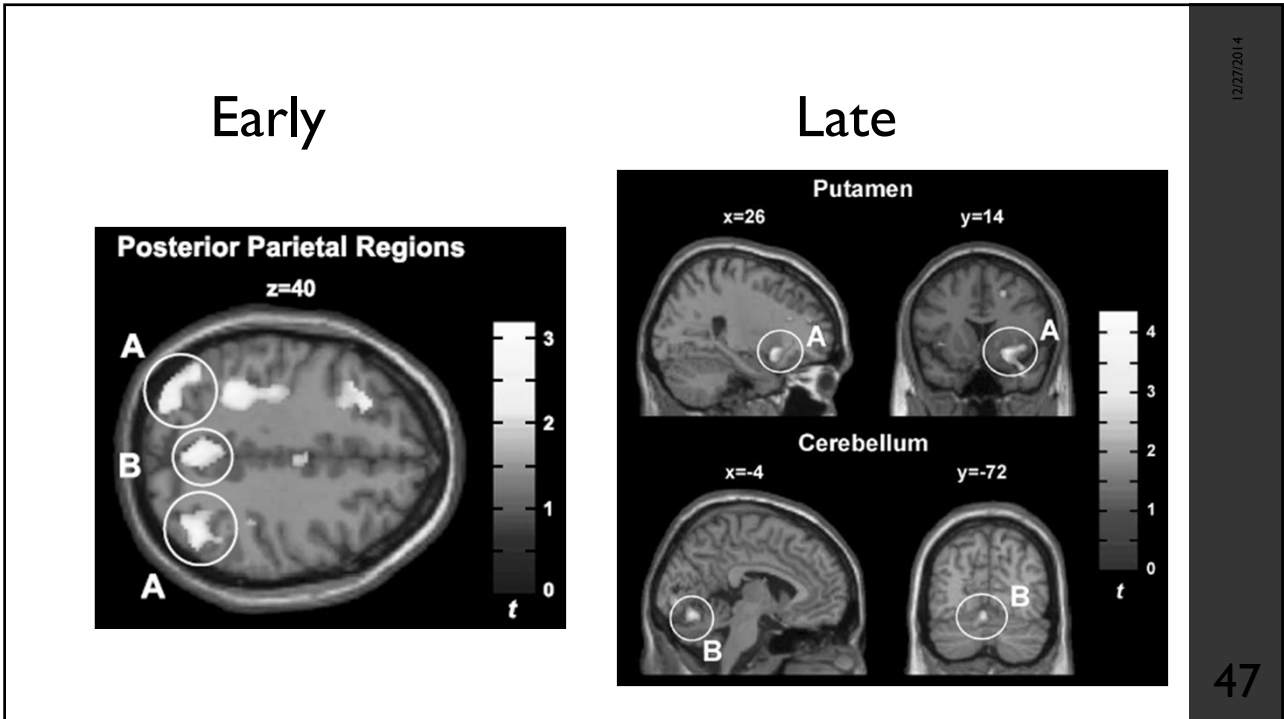 12/27/2014
Early
Late
Posterior Parietal Regions
z=40
A
B
A
3
2
1
0
t
Putamen
x=26
y=14
A
A
Cerebellum
x=-4
y=-72
B
B
4
3
2
1
0
t
47